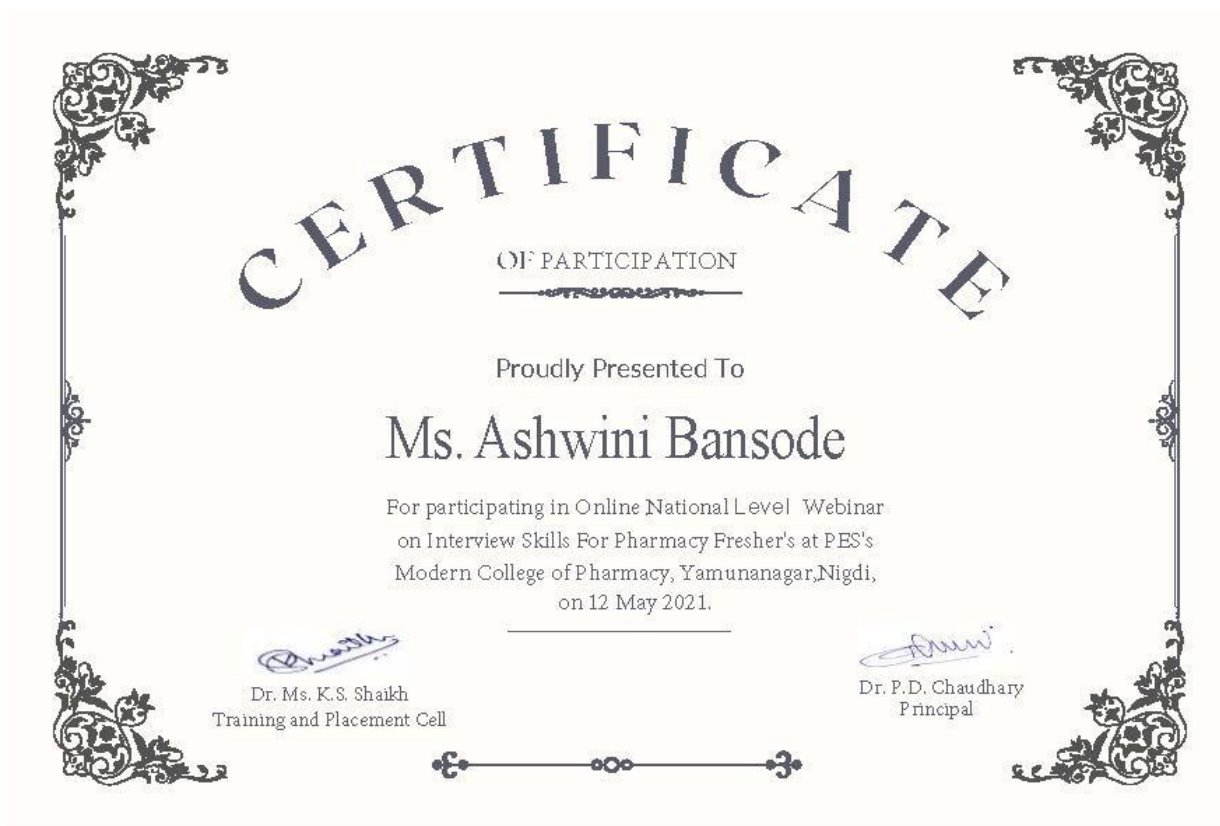 CERTIFICATE
OF PARTICIPATION
Proudly Presented To
Ms. Ashwini Bansode
For participating in Online National Level Webinar
on Interview Skills For Pharmacy Fresher's at PES's
Modern College of Pharmacy, Yamunanagar,Nigdi,
on 12 May 2021.
Dr. Ms. K.S. Shaikh
Training and Placement Cell
Dr. P.D. Chaudhary
Principal